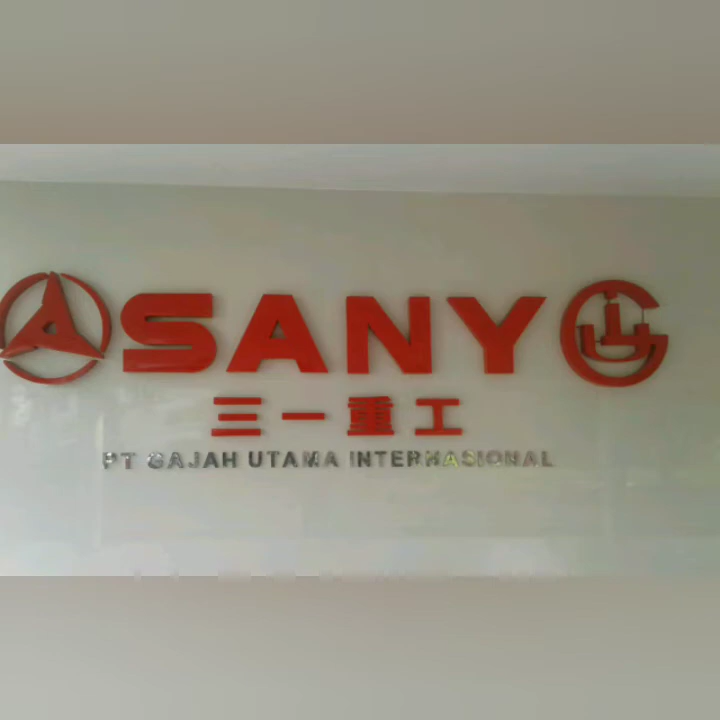 SANY
三一重工
PT GAJAH UTAMA INTERNASIONAL